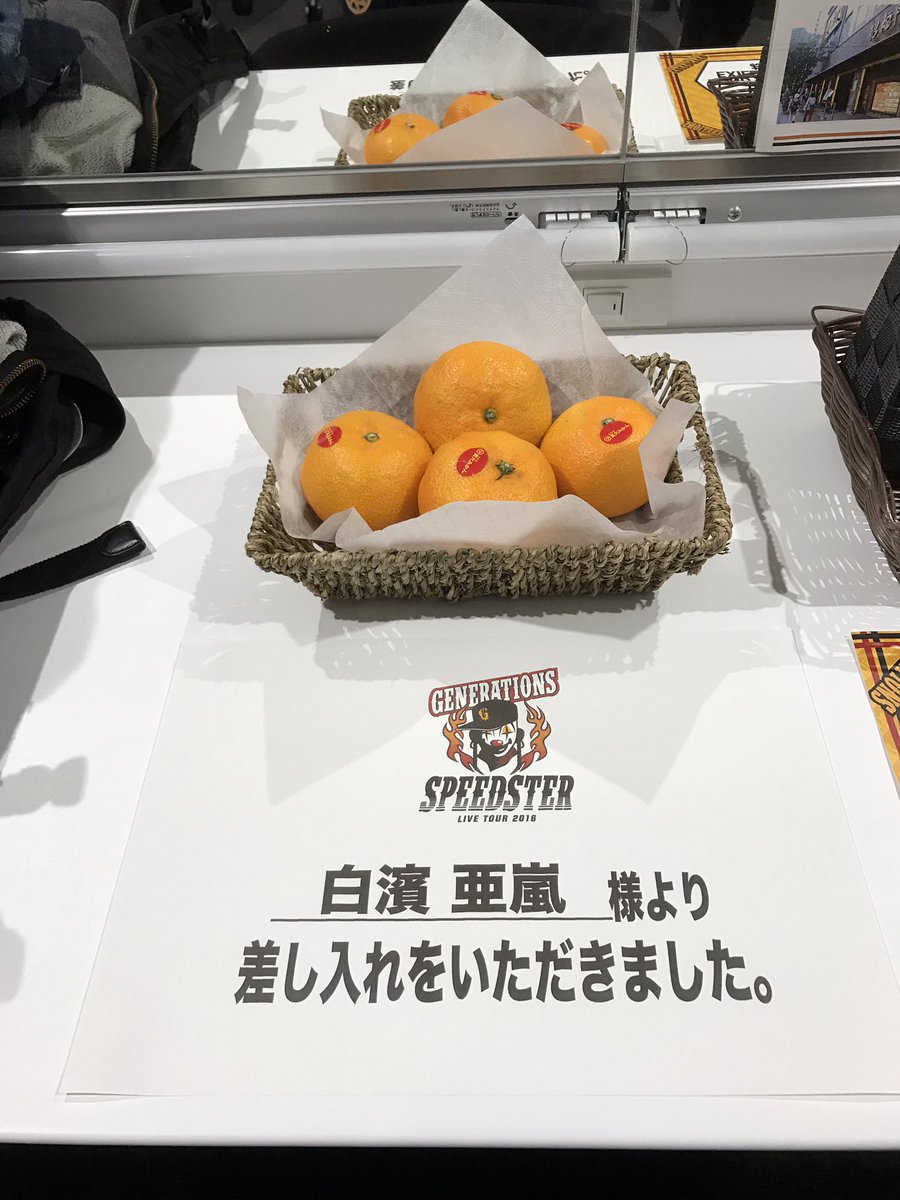 EXILE
GENERATIONS
G
SPEEDSTER
LIVE TOUR 2016
白濱 亜嵐 様より
差し入れをいただきました。